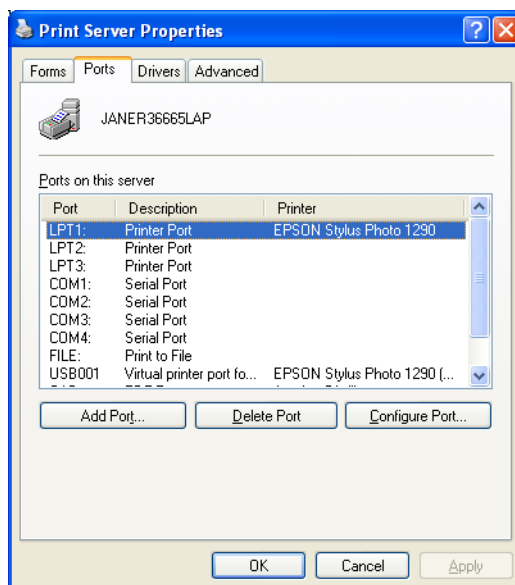 Print Server Properties
Forms Ports Drivers Advanced
JANER36665LAP
Ports on this server
Port Description Printer
LPT1: Printer Port EPSON Stylus Photo 1290
LPT2: Printer Port
LPT3: Printer Port
COM1: Serial Port
COM2: Serial Port
COM3: Serial Port
COM4: Serial Port
FILE: Print to File
USB001 Virtual printer port fo... EPSON Stylus Photo 1290 (...
Add Port... Delete Port Configure Port...
OK Cancel Apply